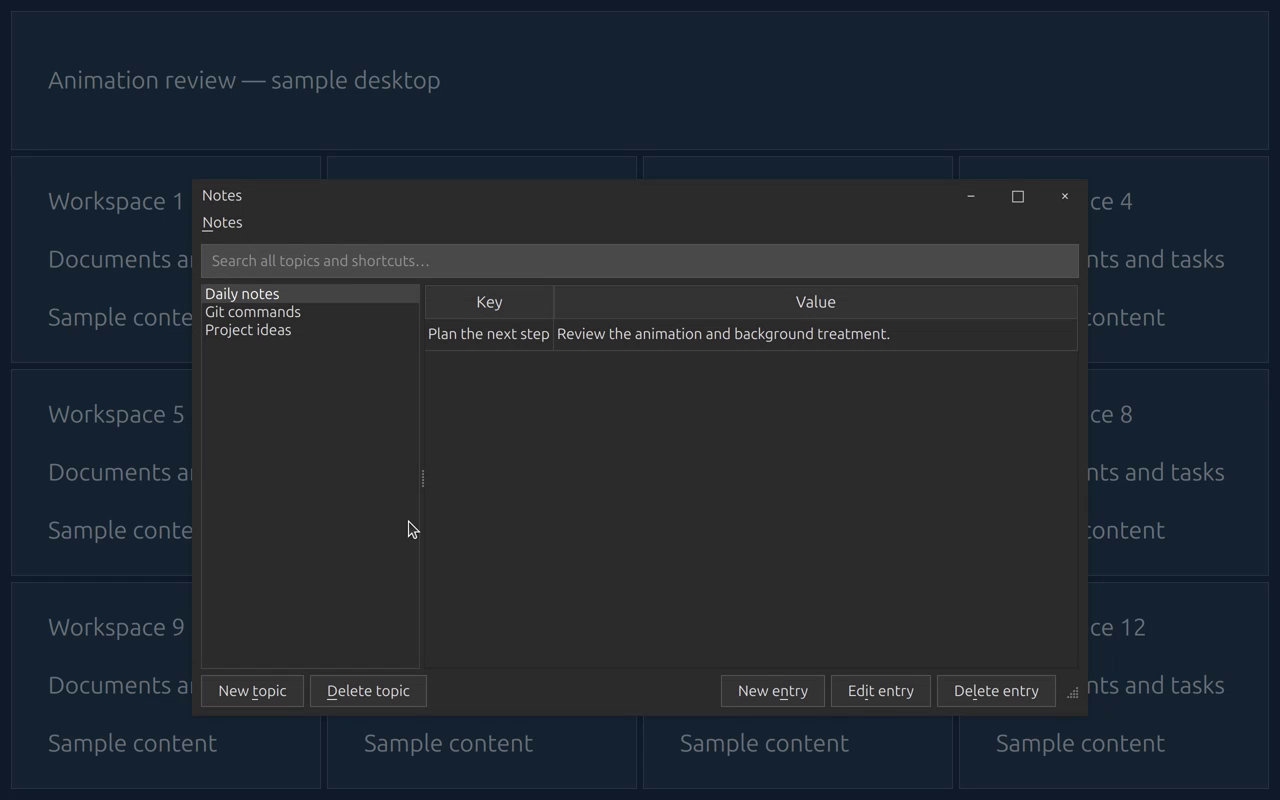 Animation review — sample desktop
Workspace 1
ce 4
Documents a
nts and tasks
Sample conte
content
Notes
Notes
Search all topics and shortcuts…
Daily notes
Git commands
Project ideas
Key Value
Plan the next step Review the animation and background treatment.
Workspace 5
ce 8
Documents a
nts and tasks
Sample conte
content
Workspace 9
ce 12
Documents a
nts and tasks
New topic Delete topic New entry Edit entry Delete entry
Sample content Sample content Sample content Sample content